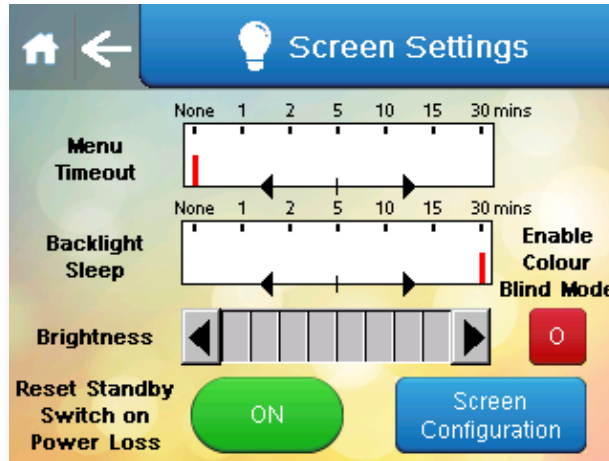 Screen Settings
None 1 2 5 10 15 30 mins
Menu
Timeout
None 1 2 5 10 15 30 mins
Backlight
Sleep
Enable
Colour
Blind Mode
Brightness
O
Reset Standby
Switch on
Power Loss
ON
Screen
Configuration